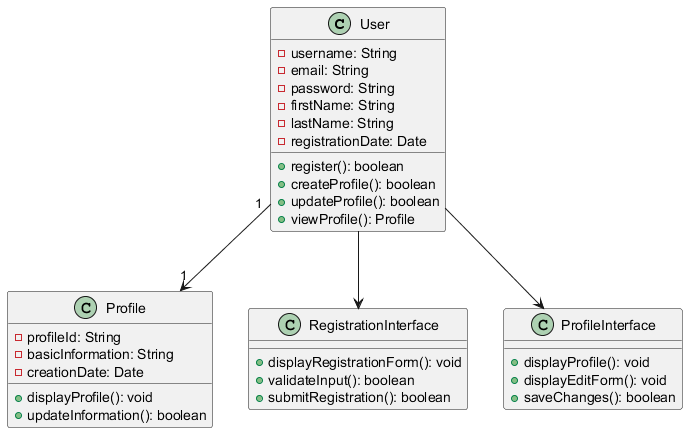 C User
username: String
email: String
password: String
firstName: String
lastName: String
registrationDate: Date
register(): boolean
createProfile(): boolean
updateProfile(): boolean
viewProfile(): Profile
1
1
C Profile
profileId: String
basicInformation: String
creationDate: Date
displayProfile(): void
updateInformation(): boolean
C RegistrationInterface
displayRegistrationForm(): void
validateInput(): boolean
submitRegistration(): boolean
C ProfileInterface
displayProfile(): void
displayEditForm(): void
saveChanges(): boolean